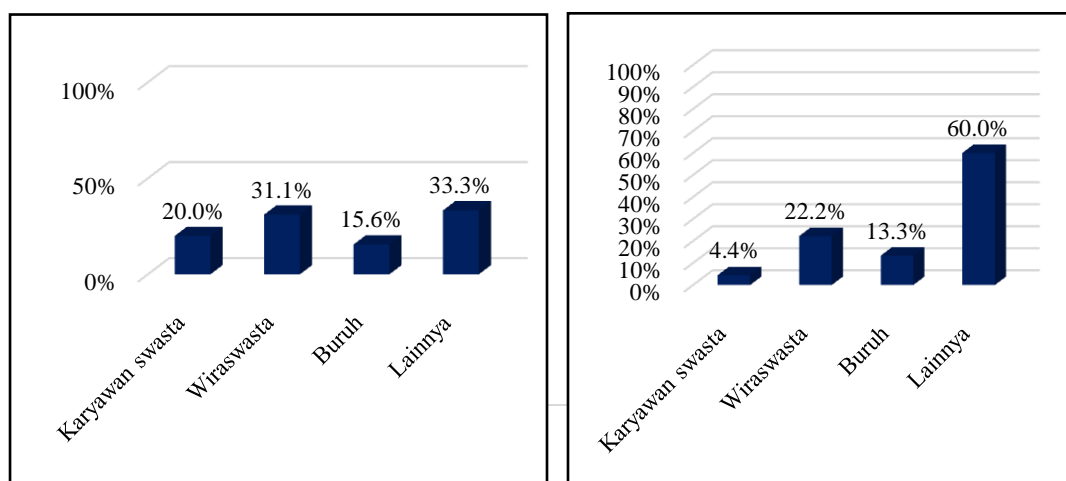 100%
50%
0%
20.0%
31.1%
15.6%
33.3%
Karyawan swasta
Wiraswasta
Buruh
Lainnya
100%
90%
80%
70%
60%
50%
40%
30%
20%
10%
0%
4.4%
22.2%
13.3%
60.0%
Karyawan swasta
Wiraswasta
Buruh
Lainnya